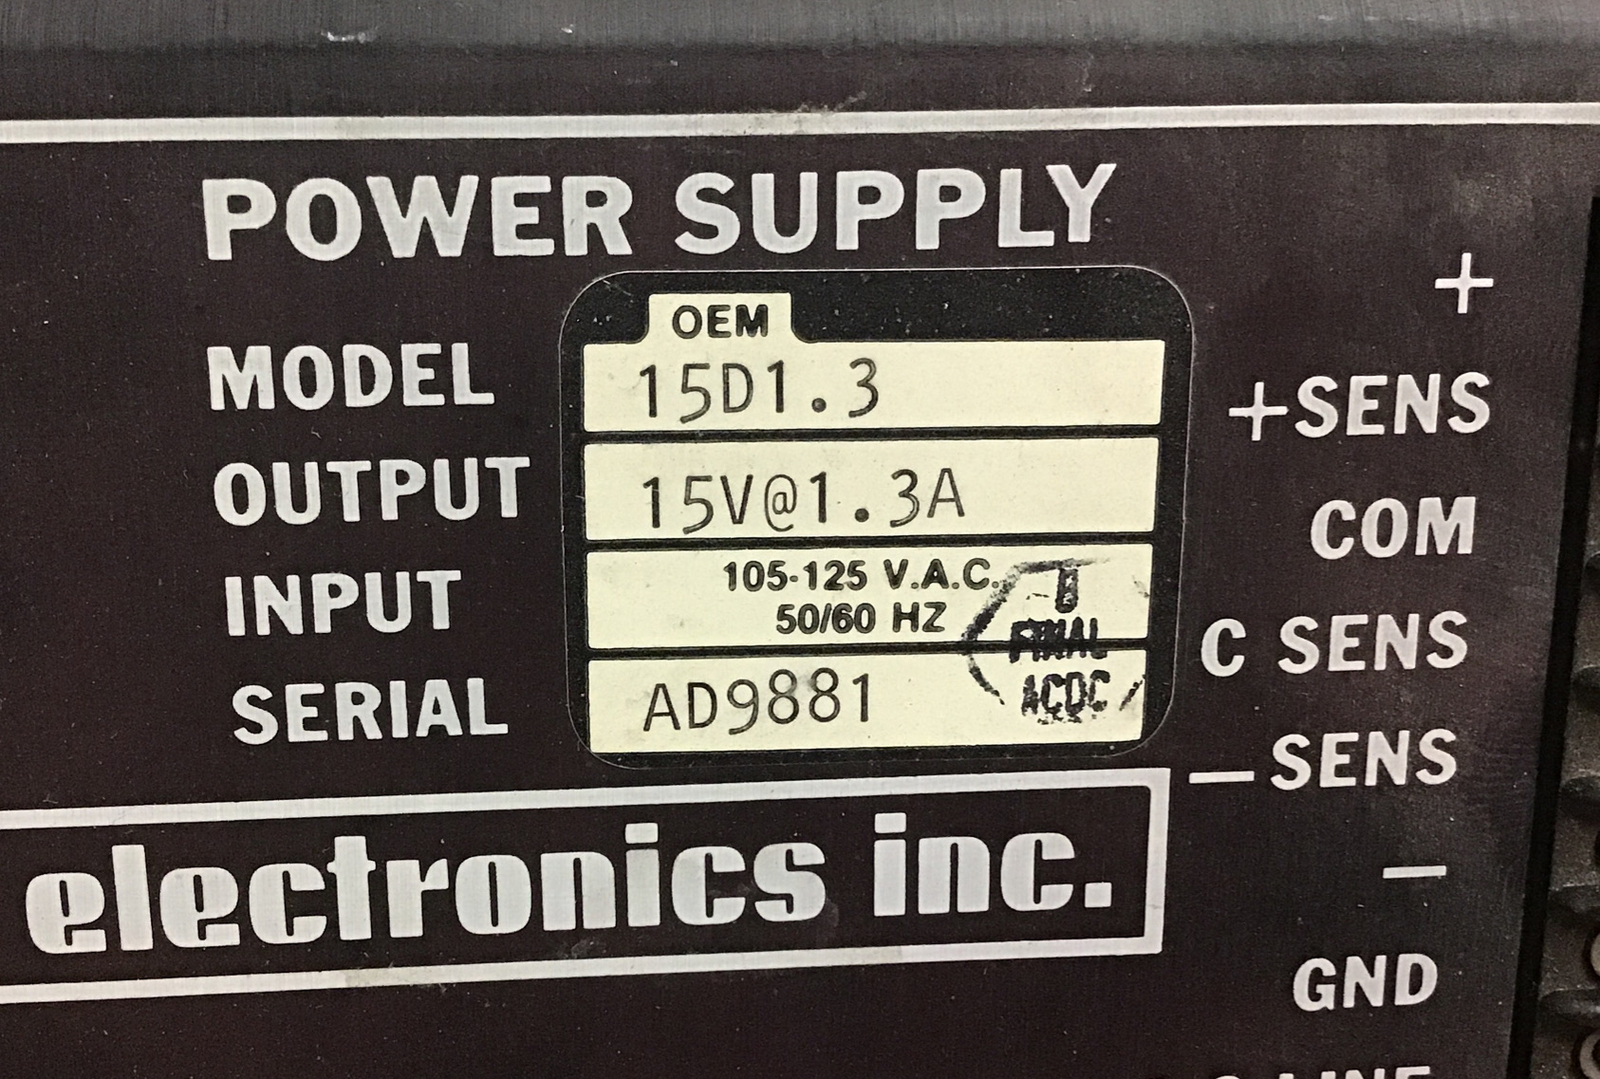 POWER SUPPLY
OEM
MODEL 15D1.3
OUTPUT 15V@1.3A
INPUT 105-125 V.A.C.
50/60 HZ
SERIAL AD9881
FINAL
ACDC
electronics inc.
+
+SENS
COM
C SENS
—SENS
—
GND
LINE